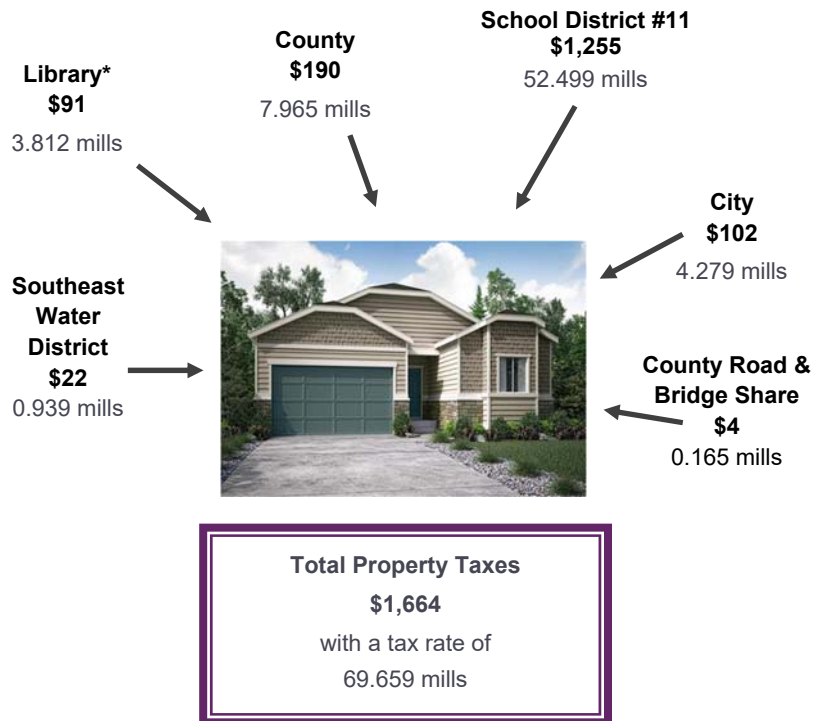 School District #11
$1,255
52.499 mills
County
$190
7.965 mills
Library*
$91
3.812 mills
City
$102
4.279 mills
Southeast
Water
District
$22
0.939 mills
County Road &
Bridge Share
$4
0.165 mills
Total Property Taxes
$1,664
with a tax rate of
69.659 mills